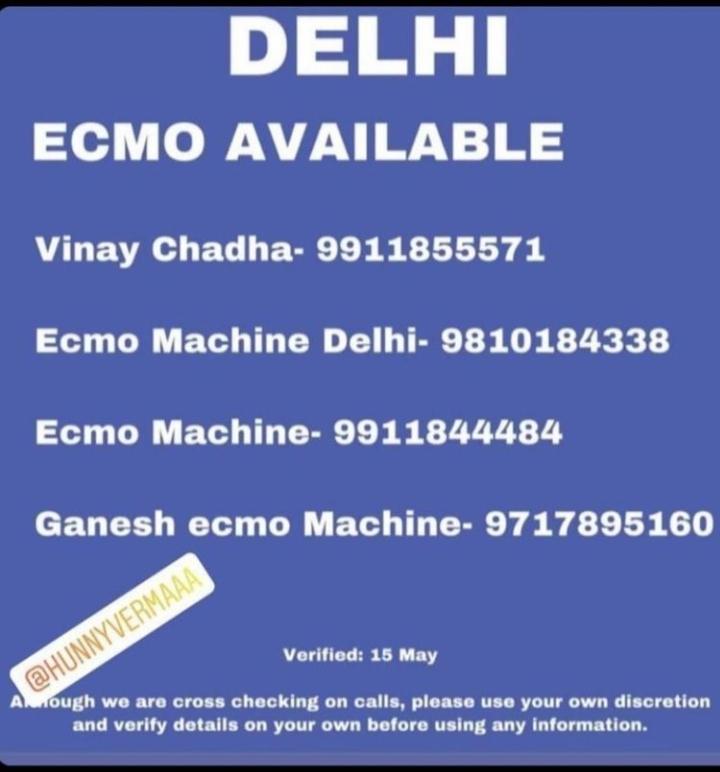 DELHI
ECMO AVAILABLE
Vinay Chadha- 9911855571
Ecmo Machine Delhi- 9810184338
Ecmo Machine- 9911844484
Ganesh ecmo Machine- 9717895160
@HUNNYVERMAAA
Verified: 15 May
Although we are cross checking on calls, please use your own discretion
and verify details on your own before using any information.